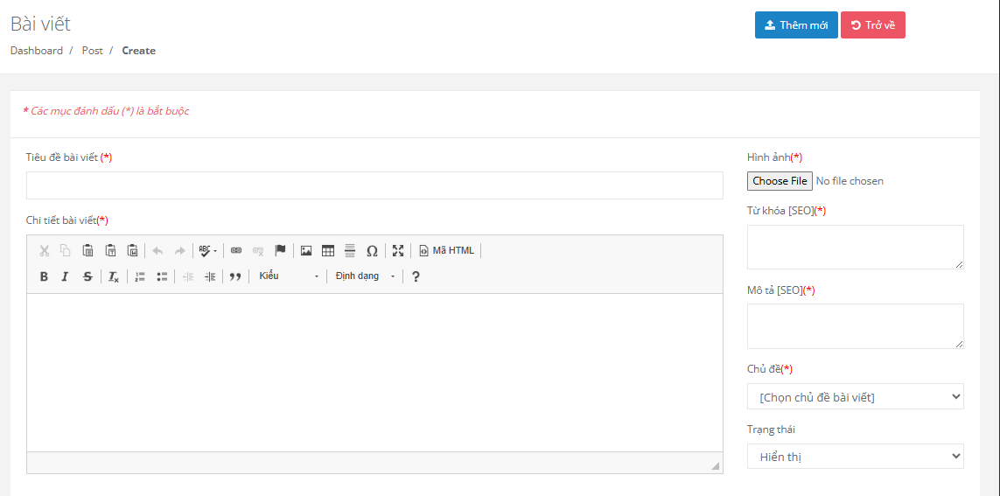 Bài viết
Thêm mới
Trở về
Dashboard / Post / Create
* Các mục đánh dấu (*) là bắt buộc
Tiêu đề bài viết (*)
Chi tiết bài viết(*)
ABC
Mã HTML
B I S Tx
Kiểu
Định dạng
?
Hình ảnh(*)
Choose File No file chosen
Từ khóa [SEO](*)
Mô tả [SEO](*)
Chủ đề(*)
[Chọn chủ đề bài viết]
Trạng thái
Hiển thị